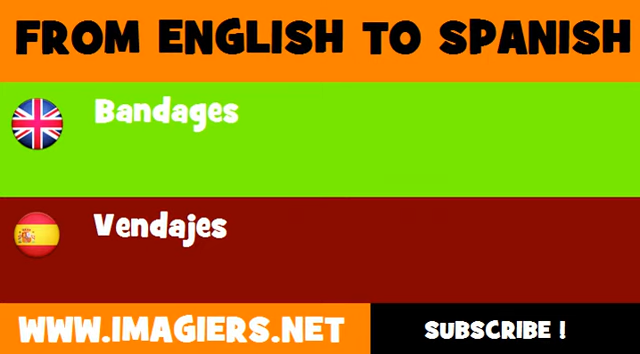 FROM ENGLISH TO SPANISH
Bandages
Vendajes
WWW.IMAGIERS.NET
SUBSCRIBE !